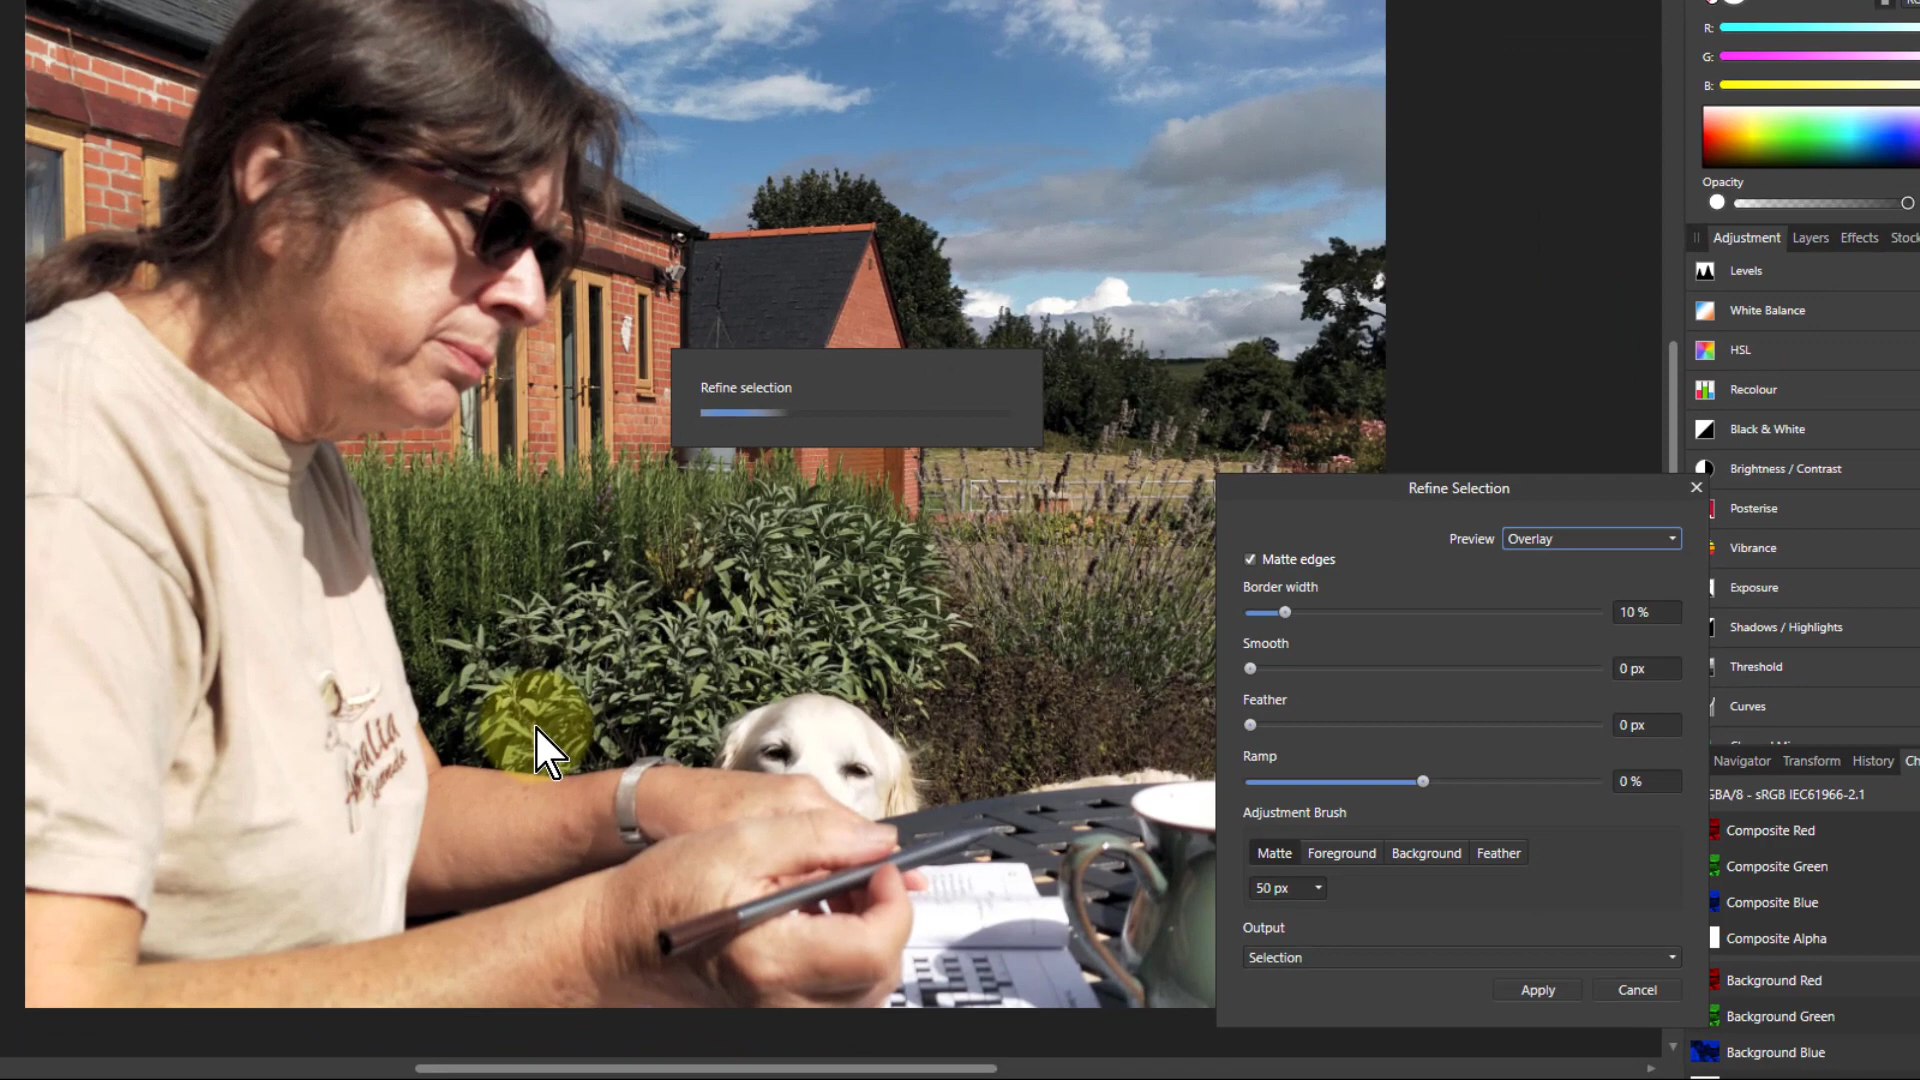 R:
G:
B:
Opacity
Adjustment Layers Effects Stock
Levels
White Balance
HSL
Recolour
Black & White
Brightness / Contrast
Posterise
Vibrance
Exposure
Shadows / Highlights
Threshold
Curves
Navigator Transform History Ch
GBA/8 - sRGB IEC61966-2.1
Composite Red
Composite Green
Composite Blue
Composite Alpha
Background Red
Background Green
Background Blue
Refine selection
Refine Selection
Preview Overlay
Matte edges
Border width
10 %
Smooth
0 px
Feather
0 px
Ramp
0 %
Adjustment Brush
Matte Foreground Background Feather
50 px
Output
Selection
Apply Cancel